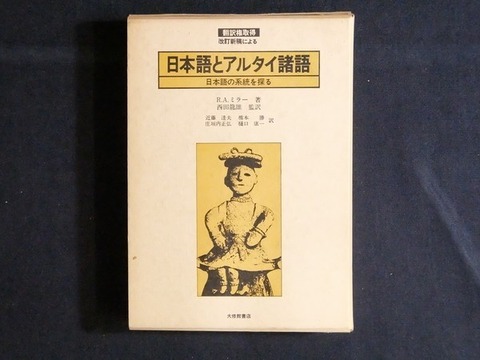 翻訳権取得
改訂新稿による
日本語とアルタイ諸語
日本語の系統を探る
R.A.ミラー 著
西田龍雄 監訳
近藤達夫 橋本 勝
庄垣内正弘 樋口康一 訳
大修館書店